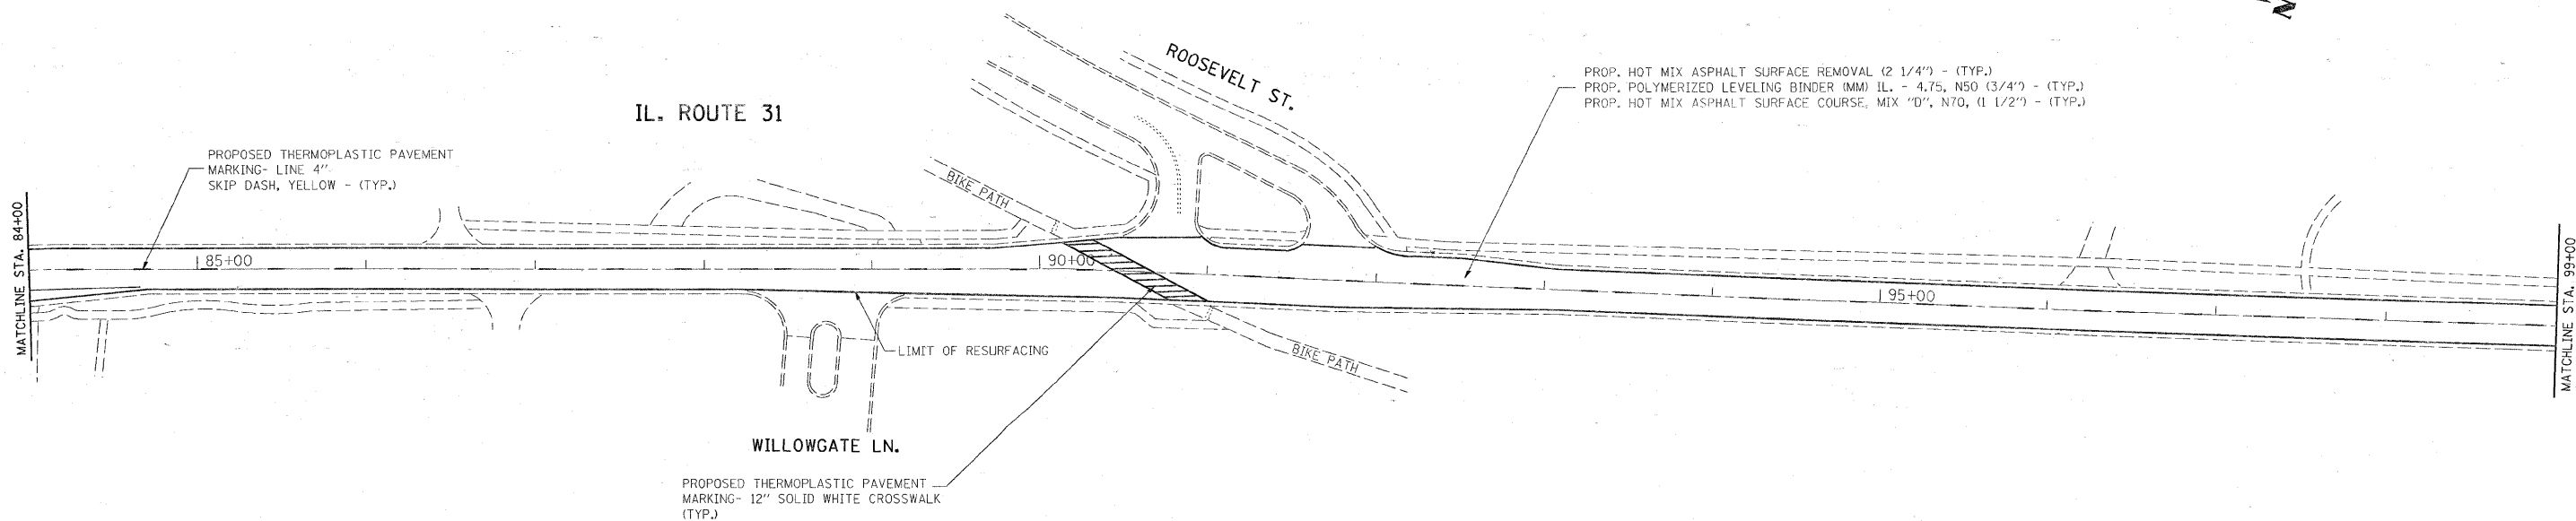 N
ROOSEVELT ST.
PROP. HOT MIX ASPHALT SURFACE REMOVAL (2 1/4") - (TYP.)
PROP. POLYMERIZED LEVELING BINDER (MM) IL. - 4.75, N50 (3/4") - (TYP.)
PROP. HOT MIX ASPHALT SURFACE COURSE, MIX "D", N70, (1 1/2") - (TYP.)
IL. ROUTE 31
PROPOSED THERMOPLASTIC PAVEMENT
MARKING- LINE 4"
SKIP DASH, YELLOW - (TYP.)
BIKE PATH
MATCHLINE STA. 84+00
85+00
90+00
95+00
MATCHLINE STA. 99+00
LIMIT OF RESURFACING
BIKE PATH
WILLOWGATE LN.
PROPOSED THERMOPLASTIC PAVEMENT
MARKING- 12" SOLID WHITE CROSSWALK
(TYP.)